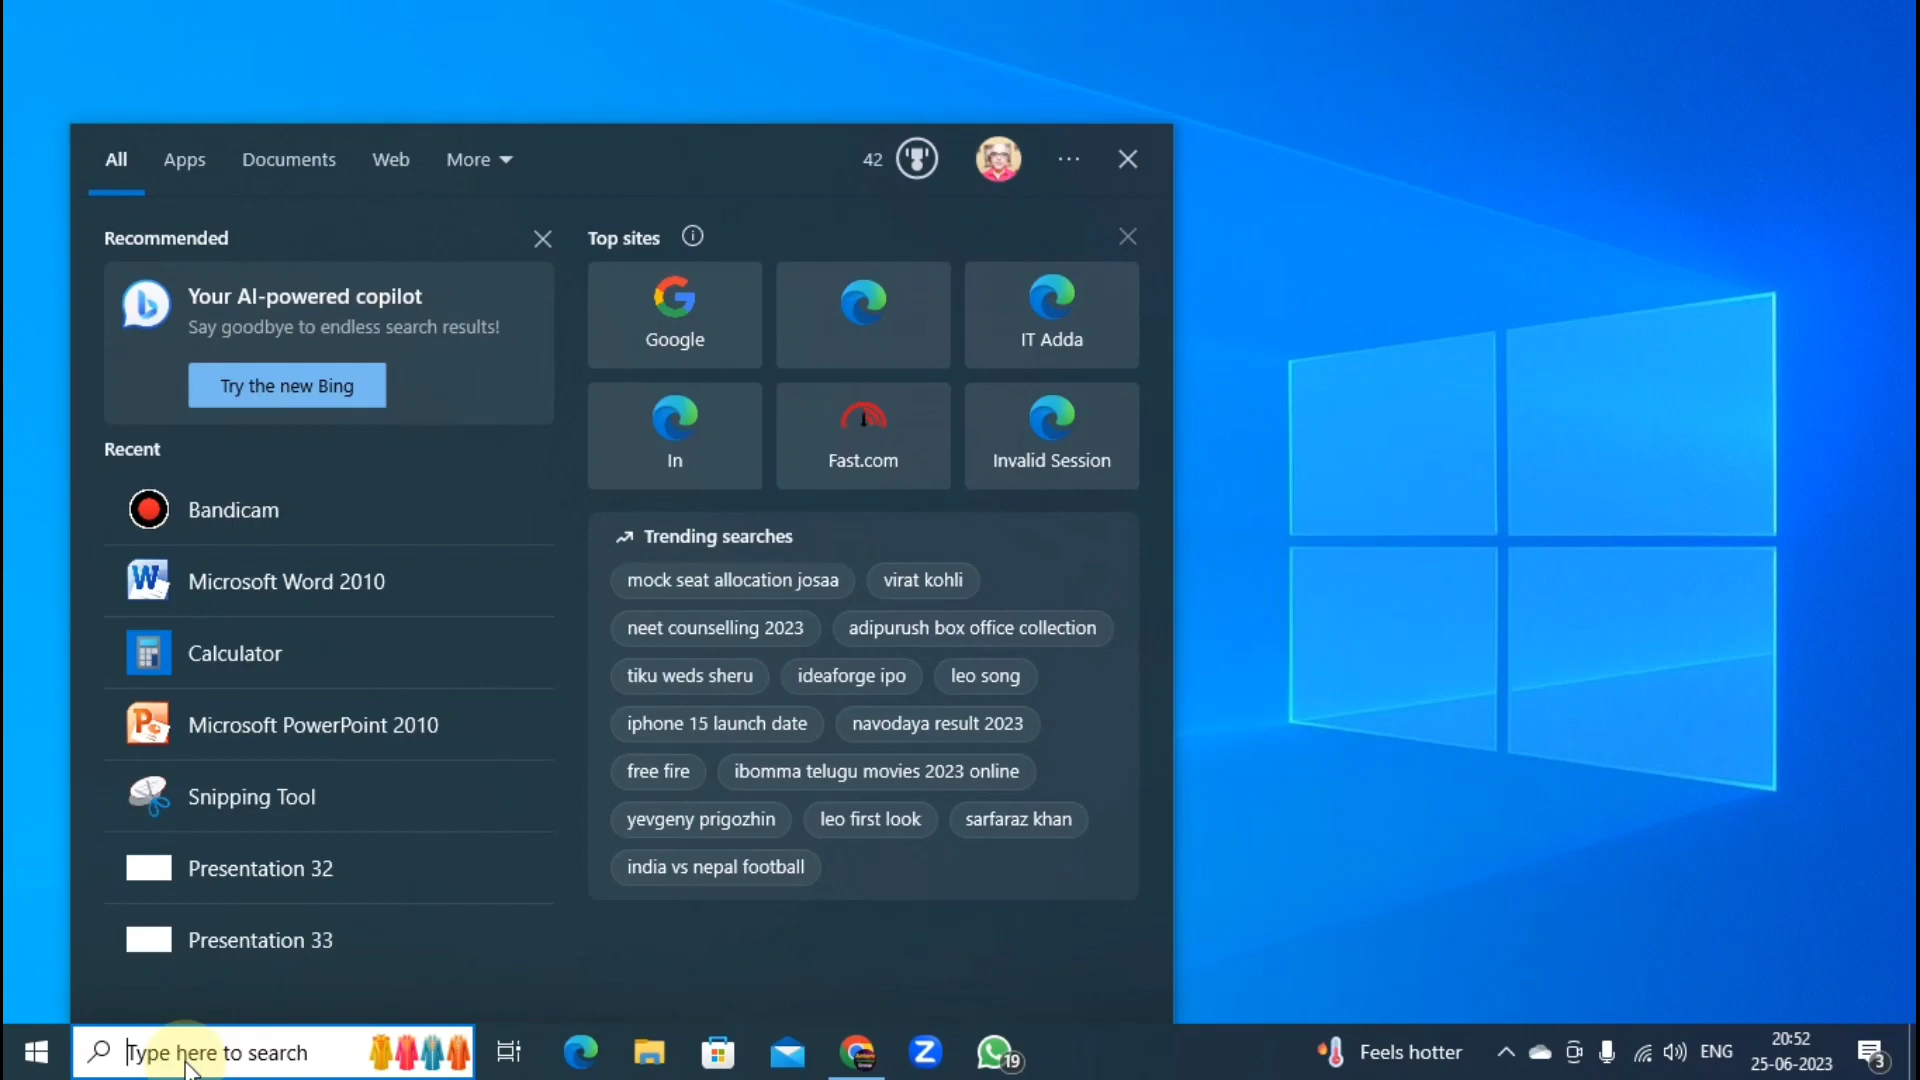 All Apps Documents Web More 42 ...
Recommended
Your AI-powered copilot
Say goodbye to endless search results!
Try the new Bing
Recent
Bandicam
Microsoft Word 2010
Calculator
Microsoft PowerPoint 2010
Snipping Tool
Presentation 32
Presentation 33
Top sites
Google
IT Adda
In
Fast.com
Invalid Session
Trending searches
mock seat allocation josaa
virat kohli
neet counselling 2023
adipurush box office collection
tiku weds sheru
ideaforge ipo
leo song
iphone 15 launch date
navodaya result 2023
free fire
ibomma telugu movies 2023 online
yevgeny prigozhin
leo first look
sarfaraz khan
india vs nepal football
Type here to search
19
Feels hotter
ENG
20:52
25-06-2023
3